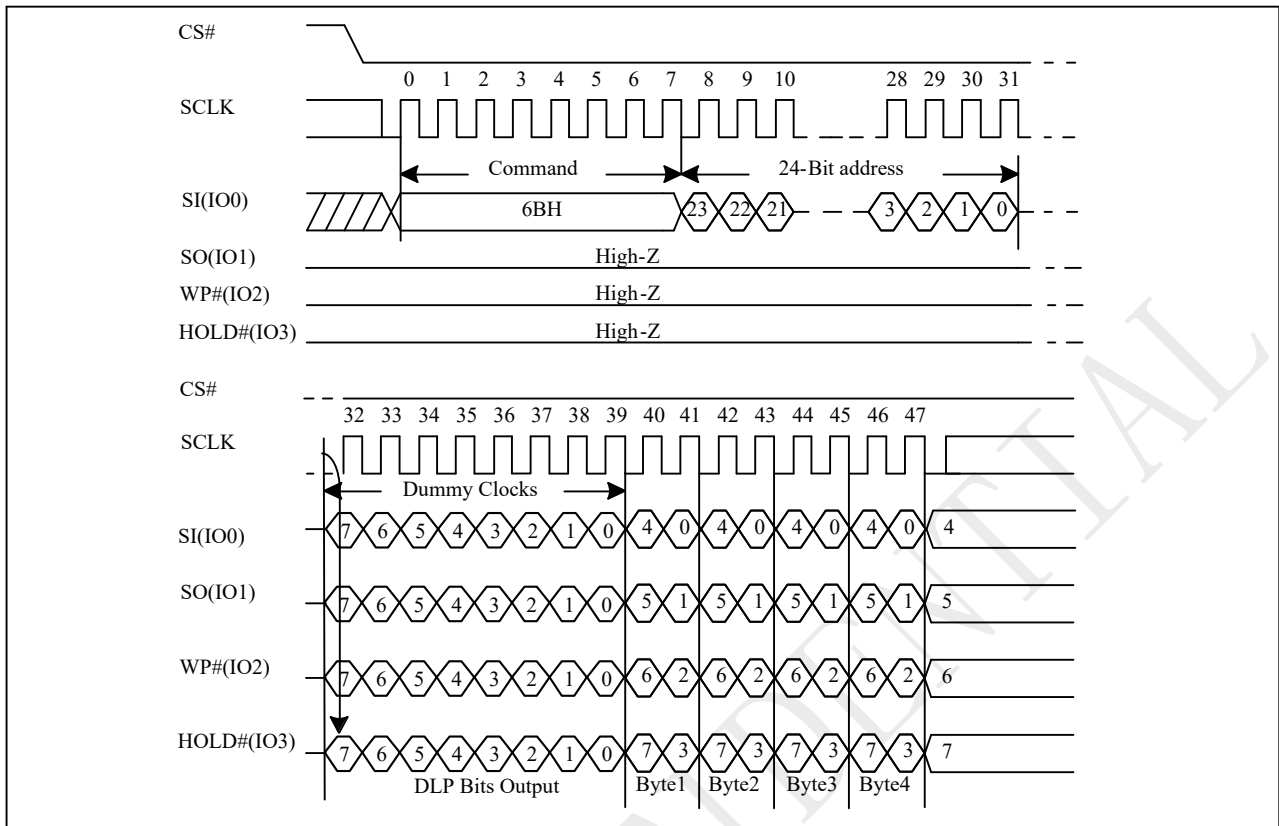 CS#
0 1 2 3 4 5 6 7 8 9 10 28 29 30 31
SCLK
Command 24-Bit address
SI(IO0) 6BH 23 22 21 3 2 1 0
SO(IO1) High-Z
WP#(IO2) High-Z
HOLD#(IO3) High-Z
CS#
32 33 34 35 36 37 38 39 40 41 42 43 44 45 46 47
SCLK
Dummy Clocks
SI(IO0) 7 6 5 4 3 2 1 0 4 0 4 0 4 0 4 0 4
SO(IO1) 7 6 5 4 3 2 1 0 5 1 5 1 5 1 5 1 5
WP#(IO2) 7 6 5 4 3 2 1 0 6 2 6 2 6 2 6 2 6
HOLD#(IO3) 7 6 5 4 3 2 1 0 7 3 7 3 7 3 7 3 7
DLP Bits Output Byte1 Byte2 Byte3 Byte4